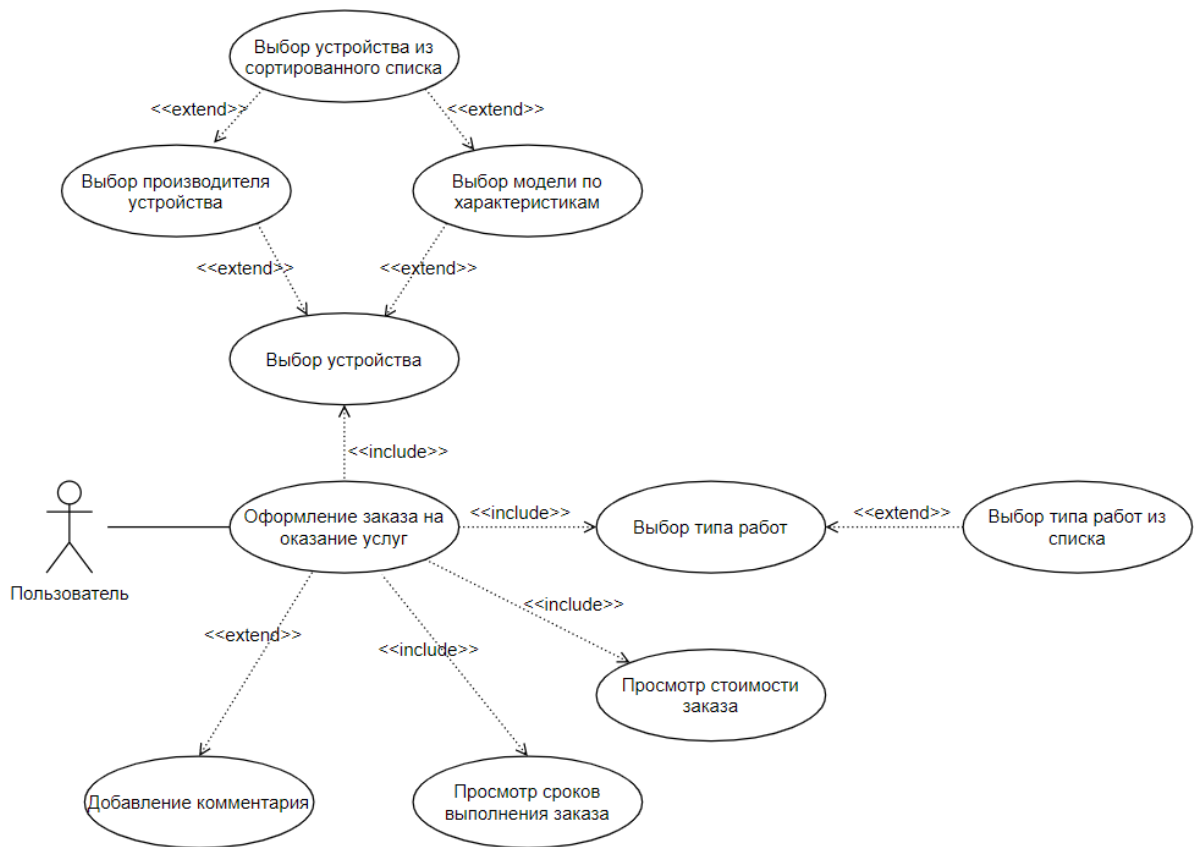 Выбор устройства из
сортированного списка
<<extend>>
<<extend>>
Выбор производителя
устройства
Выбор модели по
характеристикам
<<extend>>
<<extend>>
Выбор устройства
<<include>>
Оформление заказа на
оказание услуг
<<include>>
Выбор типа работ
<<extend>>
Выбор типа работ из
списка
Пользователь
<<include>>
<<extend>>
<<include>>
Просмотр стоимости
заказа
Добавление комментария
Просмотр сроков
выполнения заказа